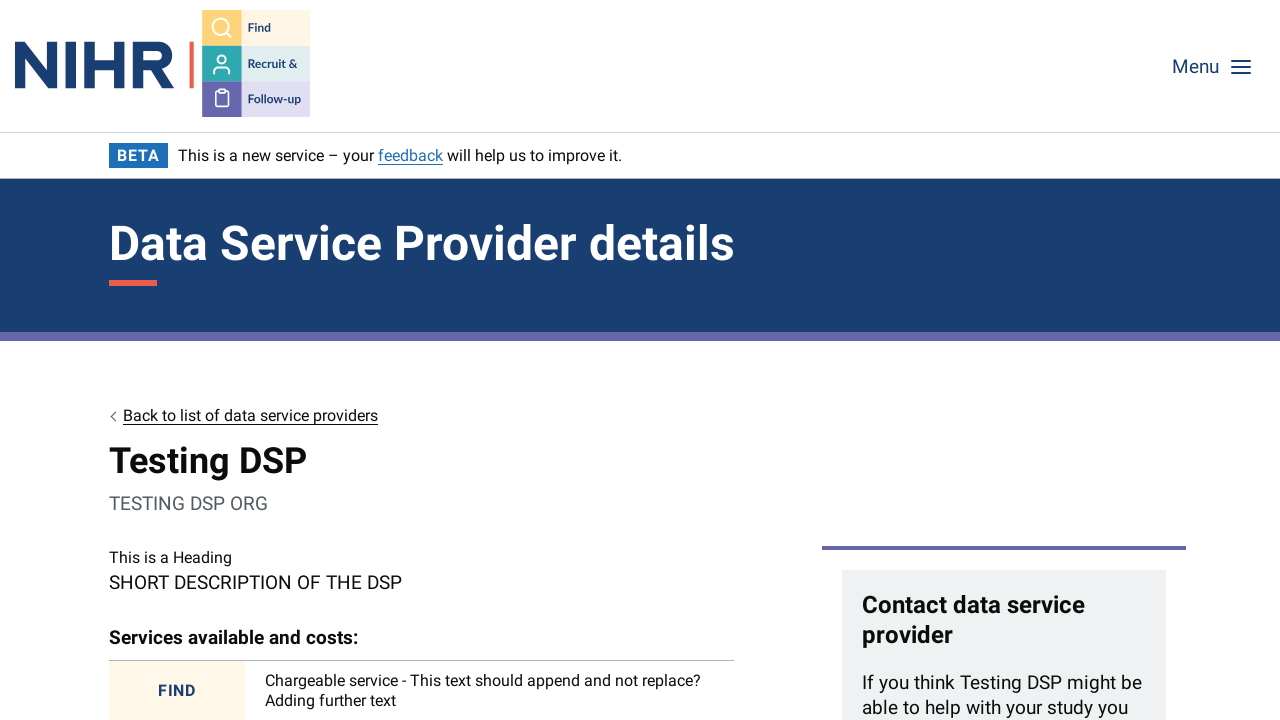 NIHR
Find
Recruit &
Follow-up
Menu
BETA This is a new service – your feedback will help us to improve it.
Data Service Provider details
Back to list of data service providers
Testing DSP
TESTING DSP ORG
This is a Heading
SHORT DESCRIPTION OF THE DSP
Services available and costs:
FIND
Chargeable service - This text should append and not replace?
Adding further text
Contact data service
provider
If you think Testing DSP might be
able to help with your study you